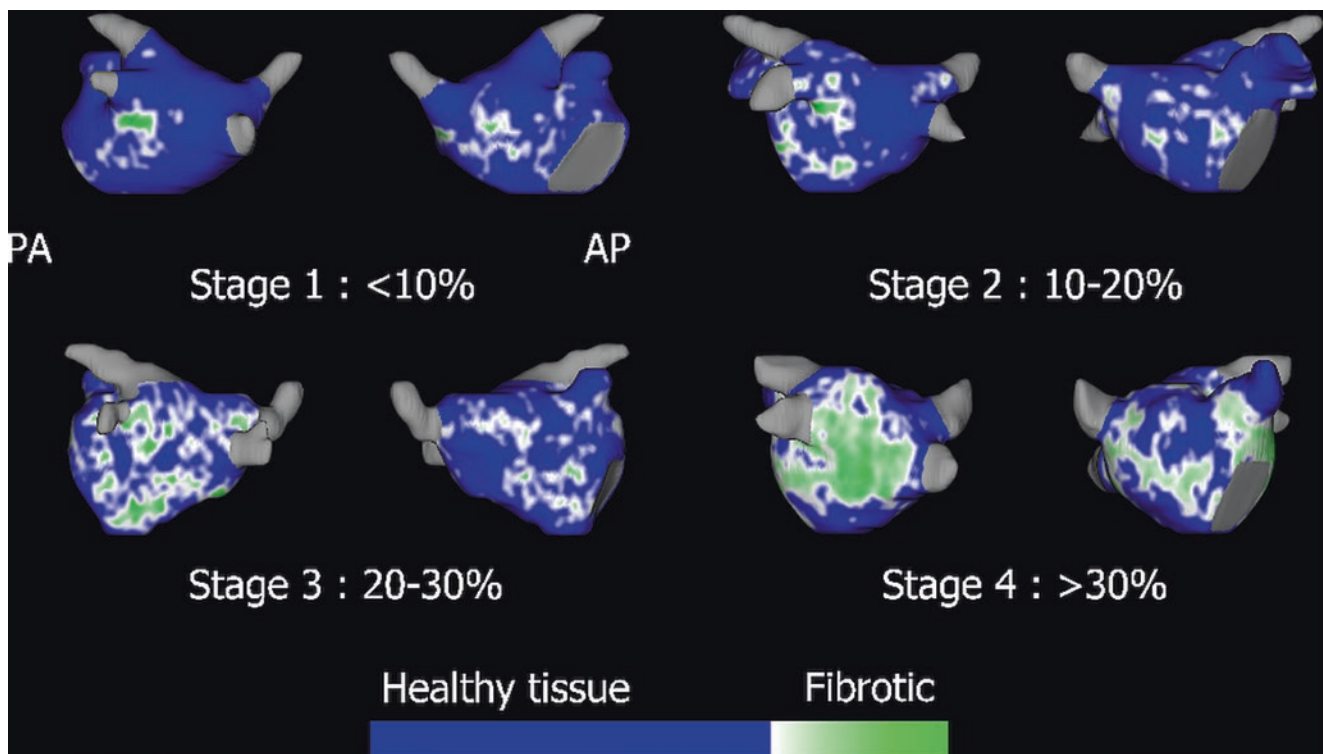 PA
AP
Stage 1 : <10%
Stage 2 : 10-20%
Stage 3 : 20-30%
Stage 4 : >30%
Healthy tissue
Fibrotic